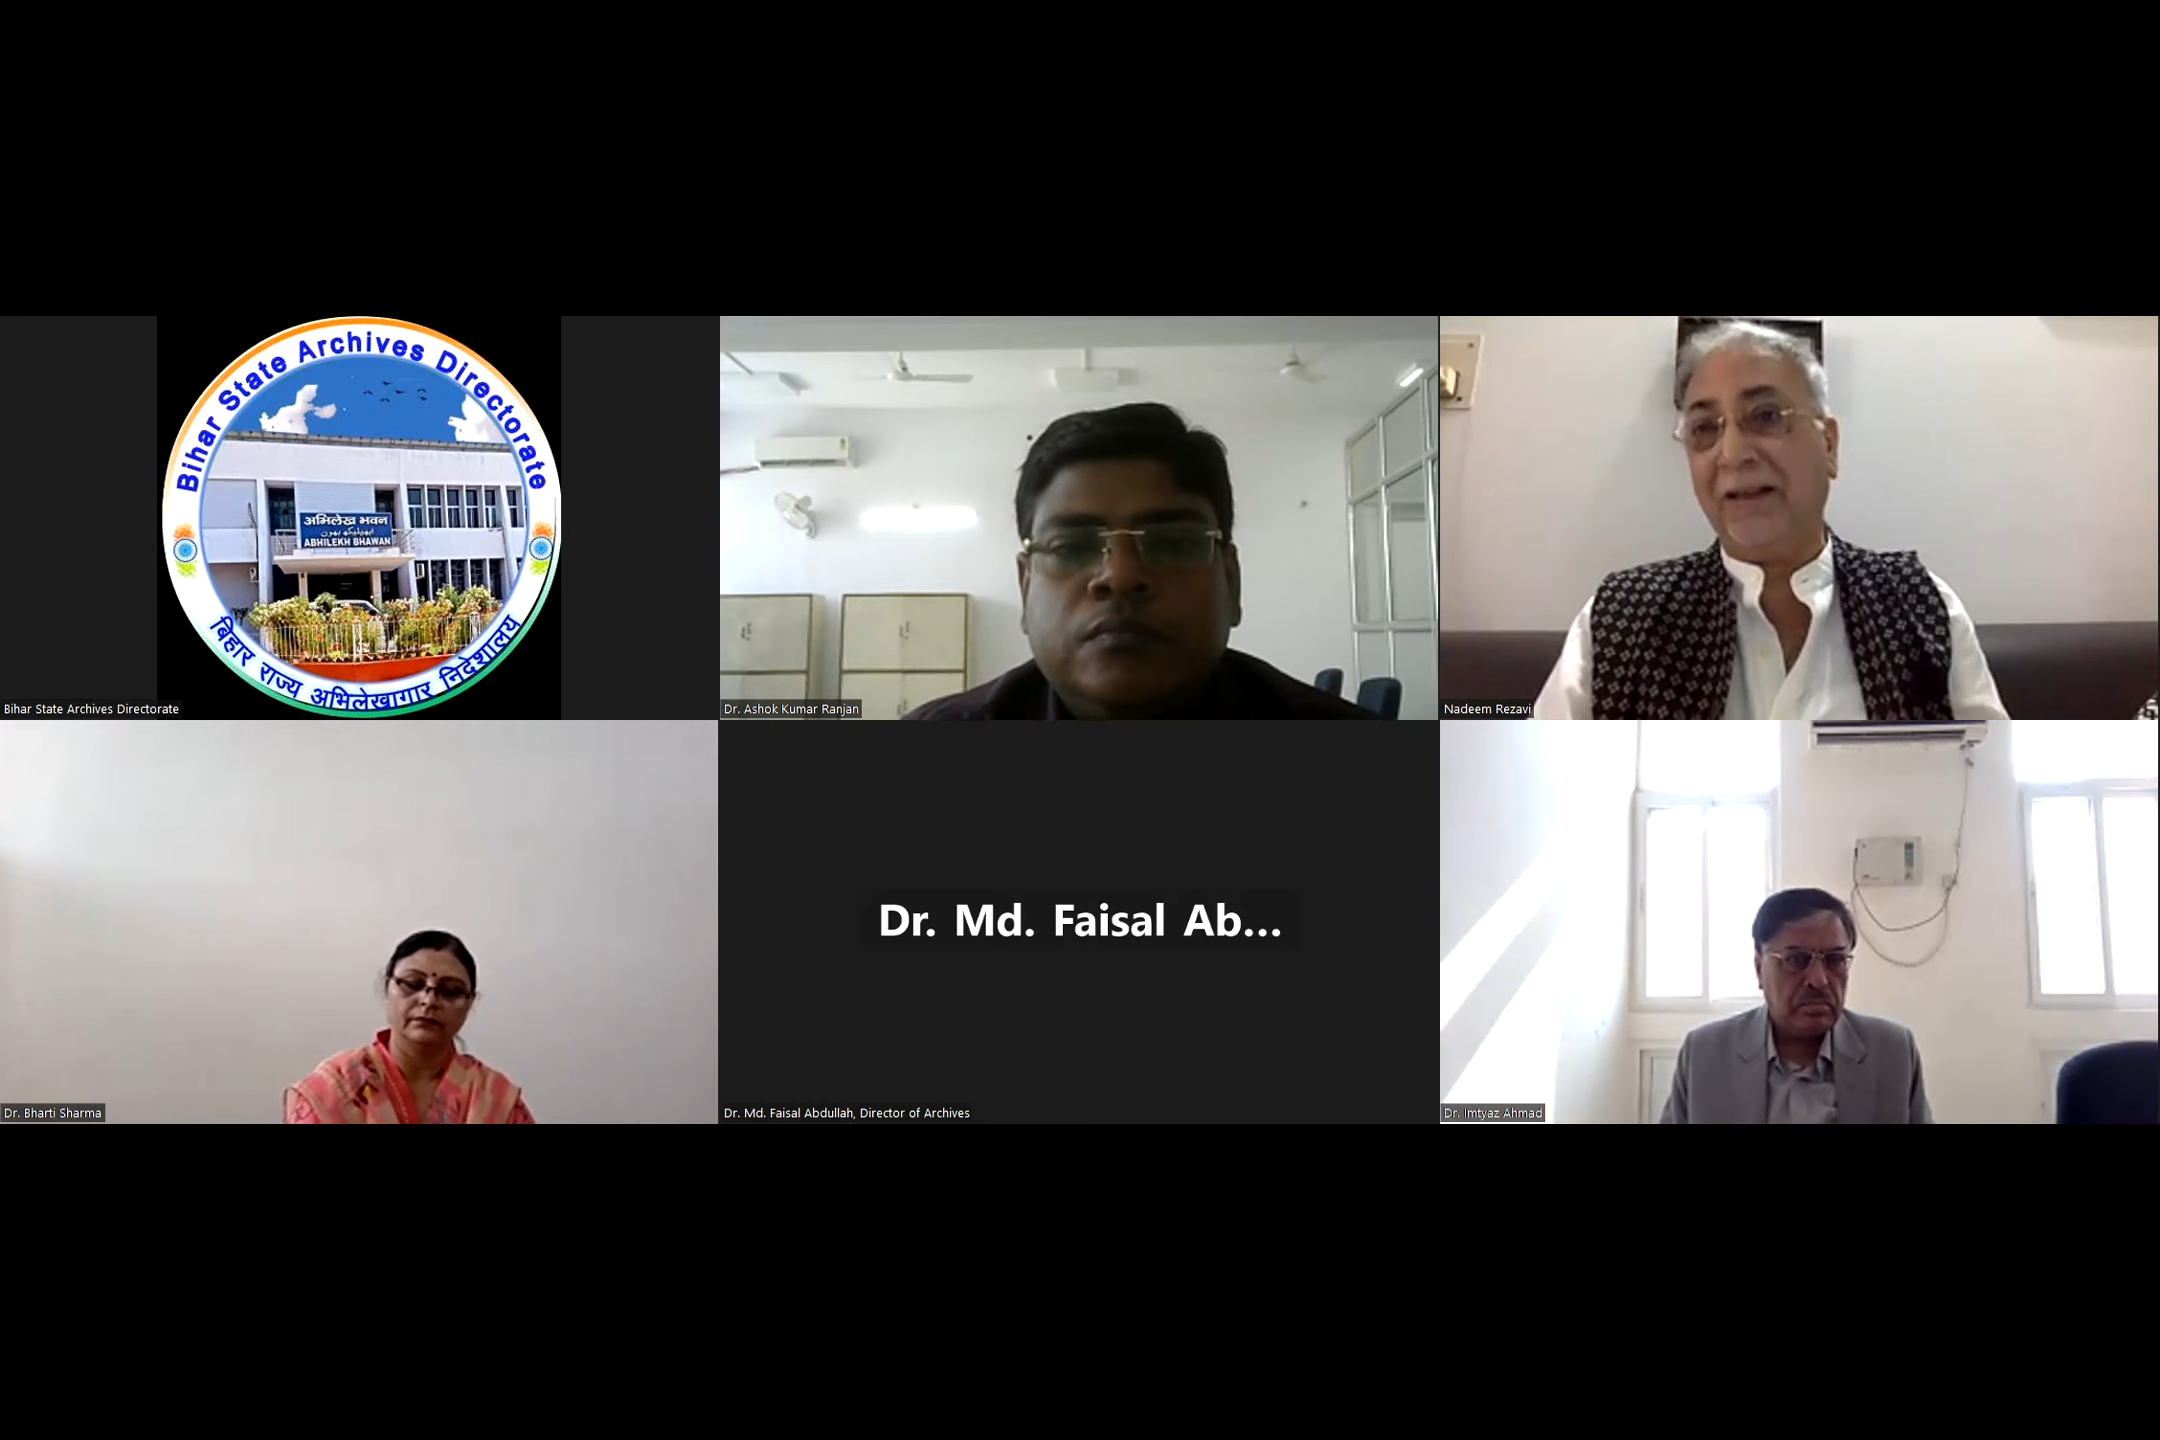 Bihar State Archives Directorate
अभिलेख भवन
ABHILEKH BHAWAN
बिहार राज्य अभिलेखागार निदेशालय
Bihar State Archives Directorate
Dr. Ashok Kumar Ranjan
Nadeem Rezavi
Dr. Md. Faisal Ab...
Dr. Bharti Sharma
Dr. Md. Faisal Abdullah, Director of Archives
Dr. Imtyaz Ahmad